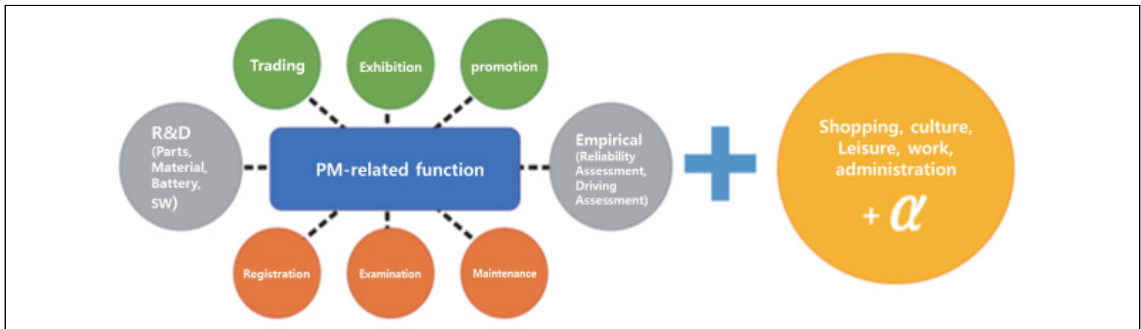 Trading
Exhibition
promotion
R&D
(Parts,
Material,
Battery,
SW)
PM-related function
Empirical
(Reliability
Assessment,
Driving
Assessment)
Shopping, culture,
Leisure, work,
administration
+ α
Registration
Examination
Maintenance